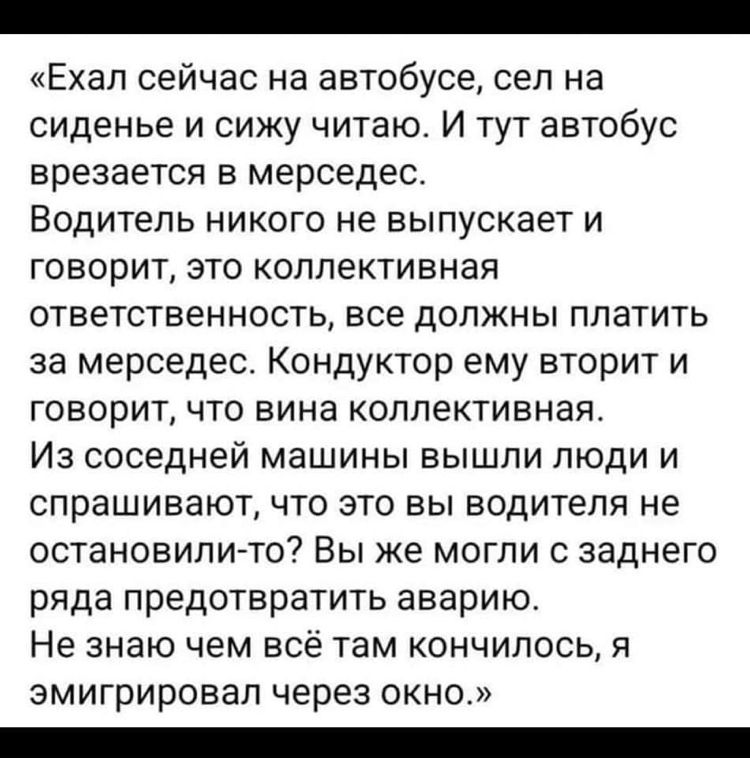 «Ехал сейчас на автобусе, сел на
сиденье и сижу читаю. И тут автобус
врезается в мерседес.
Водитель никого не выпускает и
говорит, это коллективная
ответственность, все должны платить
за мерседес. Кондуктор ему вторит и
говорит, что вина коллективная.
Из соседней машины вышли люди и
спрашивают, что это вы водителя не
остановили-то? Вы же могли с заднего
ряда предотвратить аварию.
Не знаю чем всё там кончилось, я
эмигрировал через окно.»